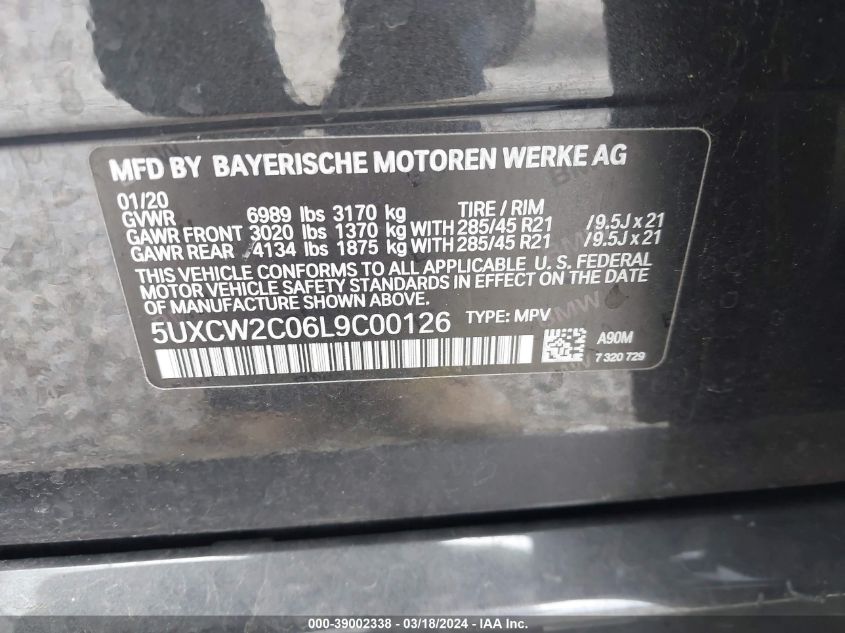 MFD BY BAYERISCHE MOTOREN WERKE AG
01/20
GVWR 6989 lbs 3170 kg TIRE / RIM
GAWR FRONT 3020 lbs 1370 kg WITH 285/45 R21 /9.5J x 21
GAWR REAR 4134 lbs 1875 kg WITH 285/45 R21 /9.5J x 21
THIS VEHICLE CONFORMS TO ALL APPLICABLE U. S. FEDERAL
MOTOR VEHICLE SAFETY STANDARDS IN EFFECT ON THE DATE
OF MANUFACTURE SHOWN ABOVE.
5UXCW2C06L9C00126 TYPE: MPV
A90M
7 320 729
BMW
000-39002338 - 03/18/2024 - IAA Inc.